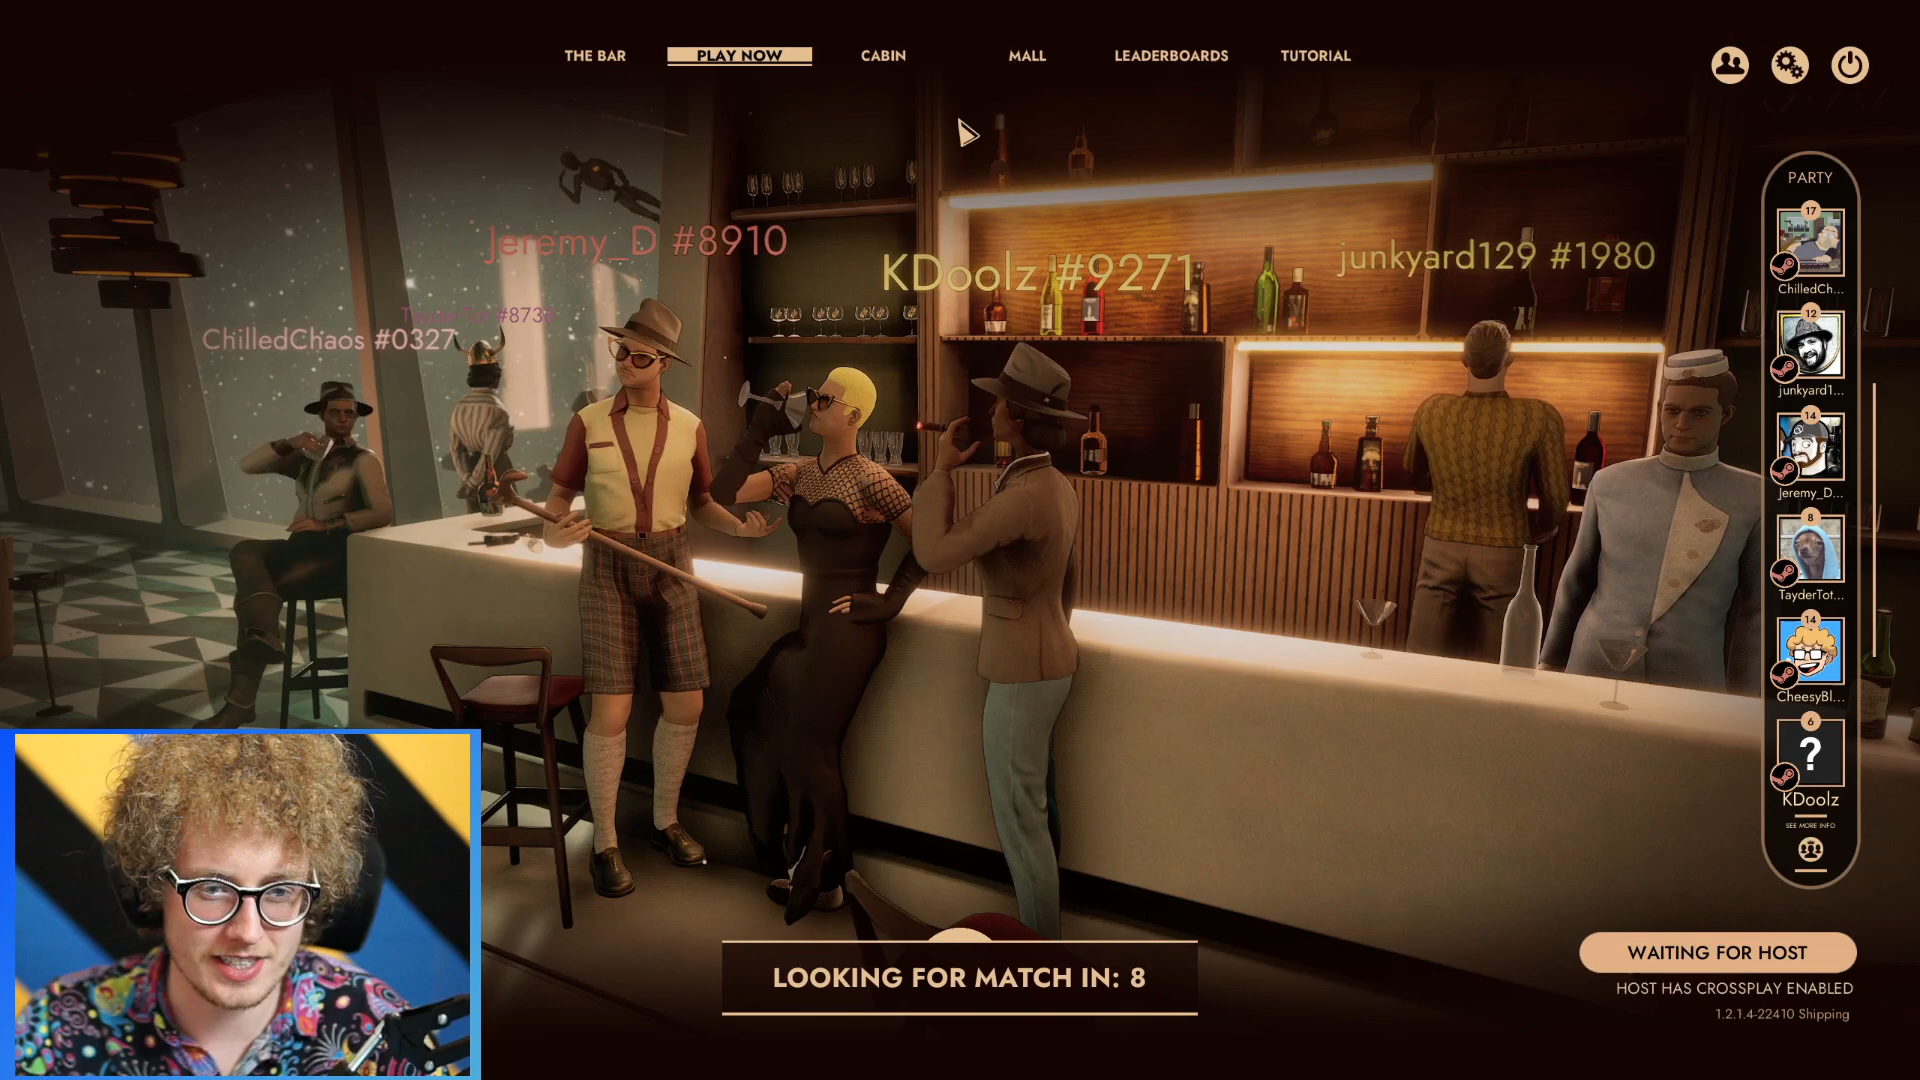 THE BAR
PLAY NOW
CABIN
MALL
LEADERBOARDS
TUTORIAL
PARTY
17
ChilledCh...
12
junkyard1...
14
Jeremy_D...
8
TayderTot...
14
CheesyBl...
6
?
KDoolz
SEE MORE INFO
Jeremy_D #8910
KDoolz #9271
junkyard129 #1980
ChilledChaos #0327
LOOKING FOR MATCH IN: 8
WAITING FOR HOST
HOST HAS CROSSPLAY ENABLED
1.2.1.4-22410 Shipping